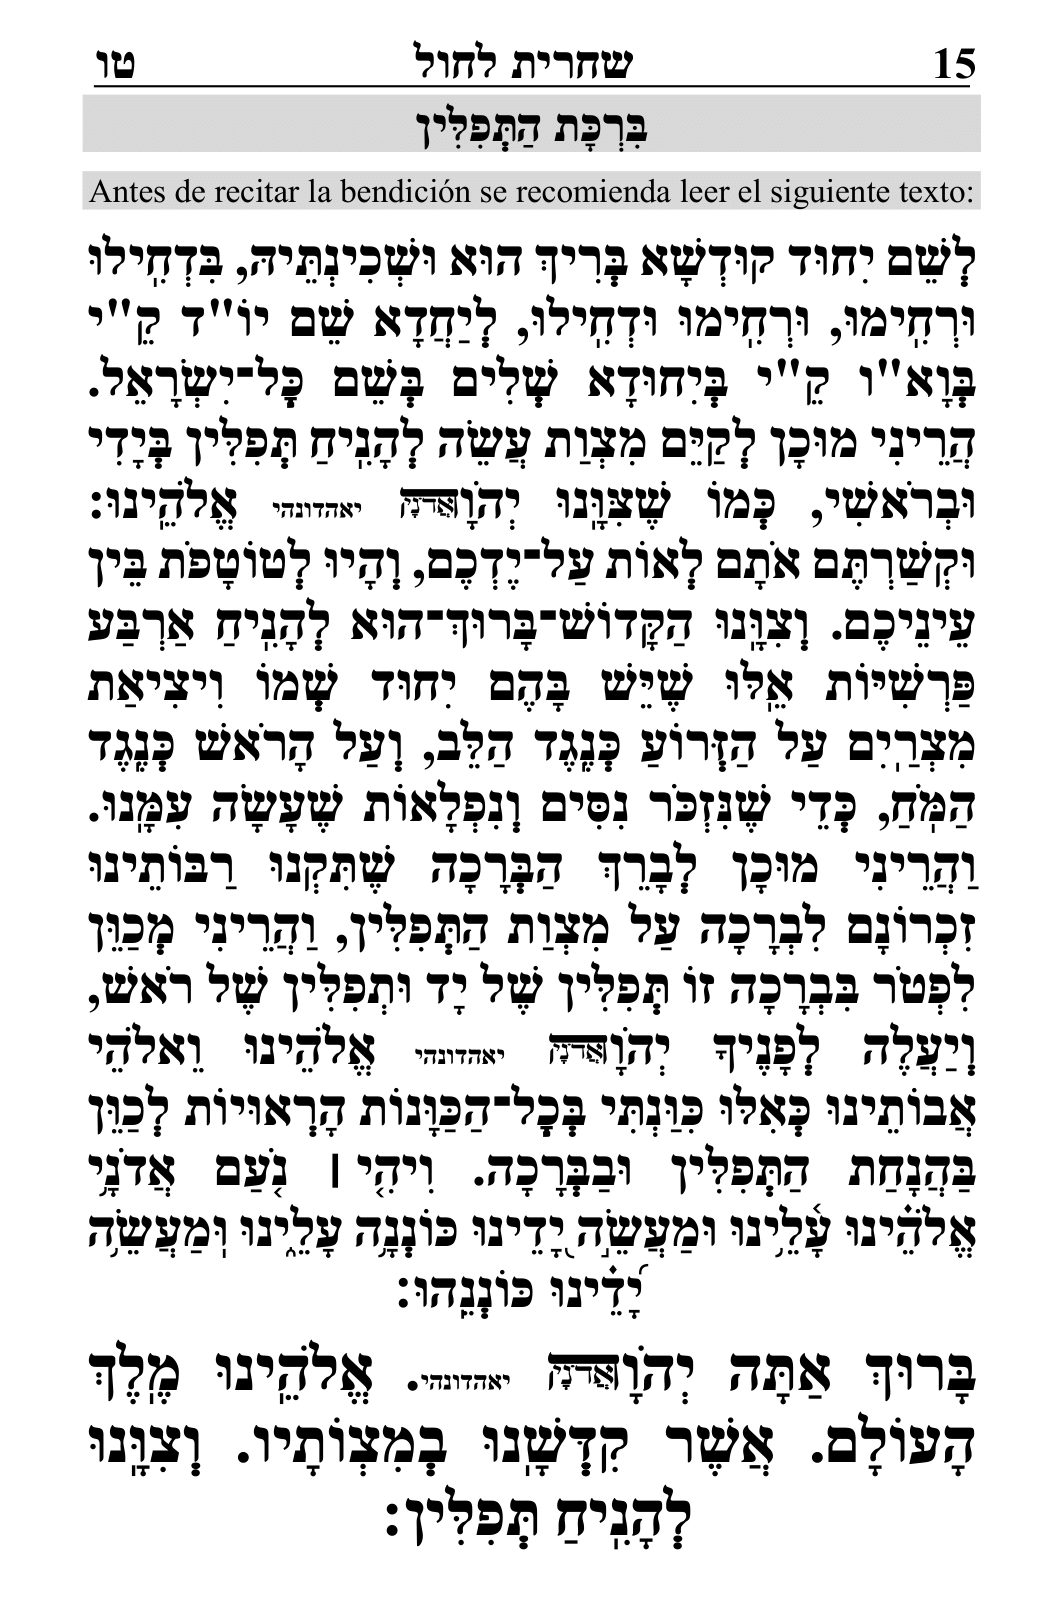 15 שחרית לחול טו
בִּרְכָּת הַתְּפִלִּין
Antes de recitar la bendición se recomienda leer el siguiente texto:
לְשֵׁם יִחוּד קוּדְשָׁא בְּרִיךְ הוּא וּשְׁכִינְתֵּיהּ, בִּדְחִילוּ
וּרְחִימוּ, וּרְחִימוּ וּדְחִילוּ, לְיַחֲדָא שֵׁם יוֹ"ד קֵ"י
בְּוָא"ו קֵ"י בְּיִחוּדָא שְׁלִים בְּשֵׁם כָּל־יִשְׂרָאֵל.
הֲרֵינִי מוּכָן לְקַיֵּם מִצְוַת עֲשֵׂה לְהָנִיחַ תְּפִלִּין בְּיָדִי
וּבְרֹאשִׁי, כְּמוֹ שֶׁצִּוָּנוּ יְהֹוָאֲדֹנָי יאהדונהי אֱלֹהֵינוּ:
וּקְשַׁרְתֶּם אֹתָם לְאוֹת עַל־יֶדְכֶם, וְהָיוּ לְטוֹטָפֹת בֵּין
עֵינֵיכֶם. וְצִוָּנוּ הַקָּדוֹשׁ־בָּרוּךְ־הוּא לְהָנִיחַ אַרְבַּע
פַּרְשִׁיּוֹת אֵלּוּ שֶׁיֵּשׁ בָּהֶם יִחוּד שְׁמוֹ וִיצִיאַת
מִצְרַיִם עַל הַזְּרוֹעַ כְּנֶגֶד הַלֵּב, וְעַל הָרֹאשׁ כְּנֶגֶד
הַמֹּחַ, כְּדֵי שֶׁנִּזְכֹּר נִסִּים וְנִפְלָאוֹת שֶׁעָשָׂה עִמָּנוּ.
וַהֲרֵינִי מוּכָן לְבָרֵךְ הַבְּרָכָה שֶׁתִּקְנוּ רַבּוֹתֵינוּ
זִכְרוֹנָם לִבְרָכָה עַל מִצְוַת הַתְּפִלִּין, וַהֲרֵינִי מְכַוֵּן
לִפְטֹר בִּבְרָכָה זוֹ תְּפִלִּין שֶׁל יָד וּתְפִלִּין שֶׁל רֹאשׁ,
וְיַעֲלֶה לְפָנֶיךָ יְהֹוָאֲדֹנָי יאהדונהי אֱלֹהֵינוּ וֵאלֹהֵי
אֲבוֹתֵינוּ כְּאִלּוּ כִּוַּנְתִּי בְּכָל־הַכַּוָּנוֹת הָרְאוּיוֹת לְכַוֵּן
בַּהֲנָחַת הַתְּפִלִּין וּבַבְּרָכָה. וִיהִ֤י ׀ נֹ֤עַם אֲדֹנָ֥י
אֱלֹהֵ֗ינוּ עָ֫לֵ֥ינוּ וּמַעֲשֵׂ֣ה יָ֭דֵינוּ כּוֹנְנָ֥ה עָלֵ֑ינוּ וּֽמַעֲשֵׂ֥ה
יָ֝דֵ֗ינוּ כּוֹנְנֵֽהוּ:
בָּרוּךְ אַתָּה יְהֹוָאֲדֹנָי יאהדונהי. אֱלֹהֵינוּ מֶלֶךְ
הָעוֹלָם. אֲשֶׁר קִדְּשָׁנוּ בְּמִצְוֹתָיו. וְצִוָּנוּ
לְהָנִיחַ תְּפִלִּין: